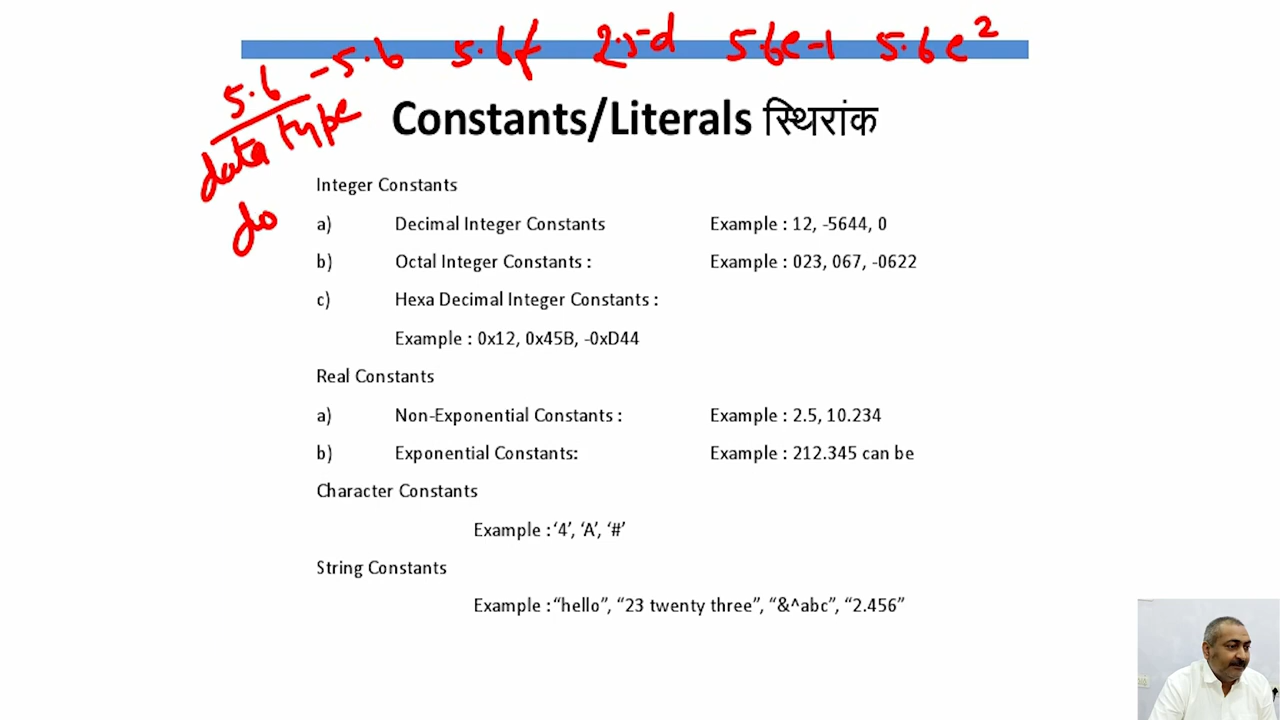 5.6 -5.6 5.6f 2.5-d 5.6e-1 5.6e2
data type
do
Constants/Literals स्थिरांक
Integer Constants
a) Decimal Integer Constants Example : 12, -5644, 0
b) Octal Integer Constants : Example : 023, 067, -0622
c) Hexa Decimal Integer Constants :
Example : 0x12, 0x45B, -0xD44
Real Constants
a) Non-Exponential Constants : Example : 2.5, 10.234
b) Exponential Constants: Example : 212.345 can be
Character Constants
Example : ‘4’, ‘A’, ‘#’
String Constants
Example : “hello”, “23 twenty three”, “&^abc”, “2.456”